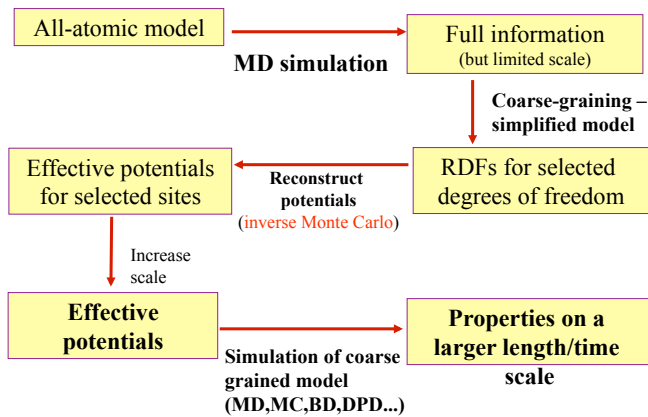 All-atomic model
MD simulation
Full information
(but limited scale)
Coarse-graining –
simplified model
RDFs for selected
degrees of freedom
Reconstruct
potentials
(inverse Monte Carlo)
Effective potentials
for selected sites
Increase
scale
Effective
potentials
Simulation of coarse
grained model
(MD,MC,BD,DPD...)
Properties on a
larger length/time
scale